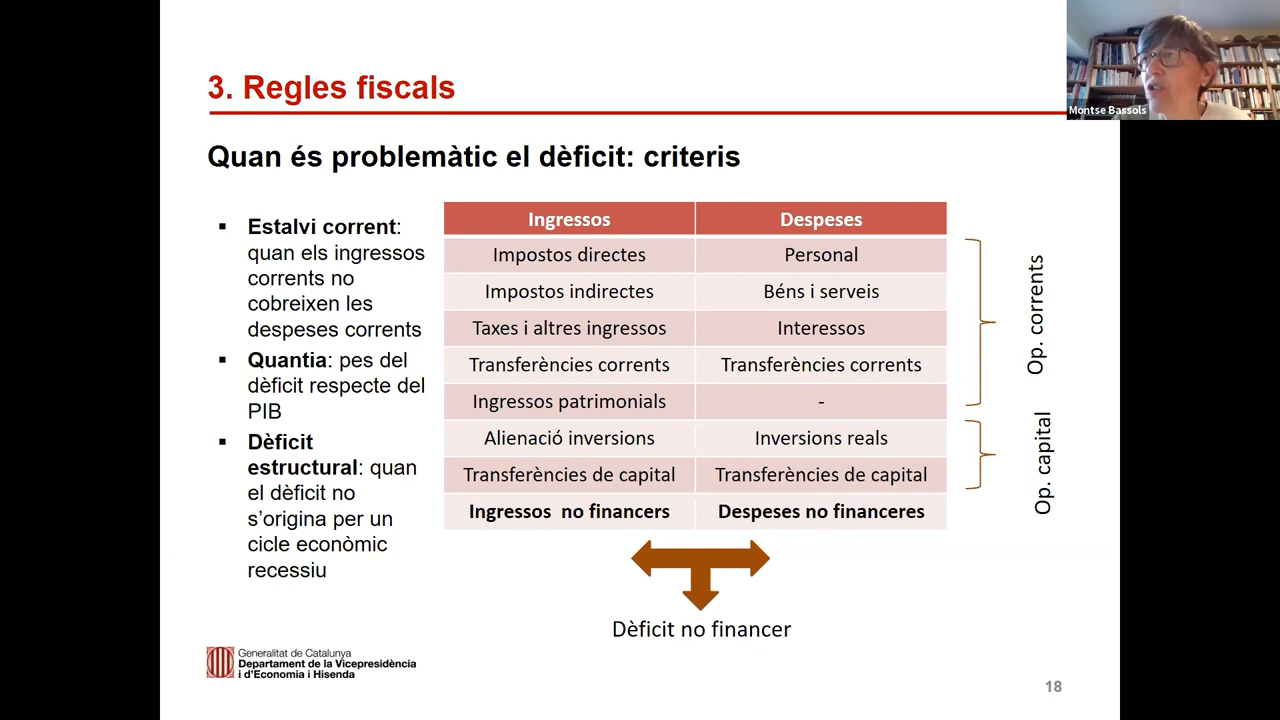 3. Regles fiscals
Montse Bassols
Quan és problemàtic el dèficit: criteris
▪ Estalvi corrent:
quan els ingressos
corrents no
cobreixen les
despeses corrents
▪ Quantia: pes del
dèficit respecte del
PIB
▪ Dèficit
estructural: quan
el dèficit no
s'origina per un
cicle econòmic
recessiu
Ingressos Despeses
Impostos directes Personal
Impostos indirectes Béns i serveis
Taxes i altres ingressos Interessos
Transferències corrents Transferències corrents
Ingressos patrimonials -
Alienació inversions Inversions reals
Transferències de capital Transferències de capital
Ingressos no financers Despeses no financeres
Op. corrents
Op. capital
Dèficit no financer
Generalitat de Catalunya
Departament de la Vicepresidència
i d'Economia i Hisenda
18